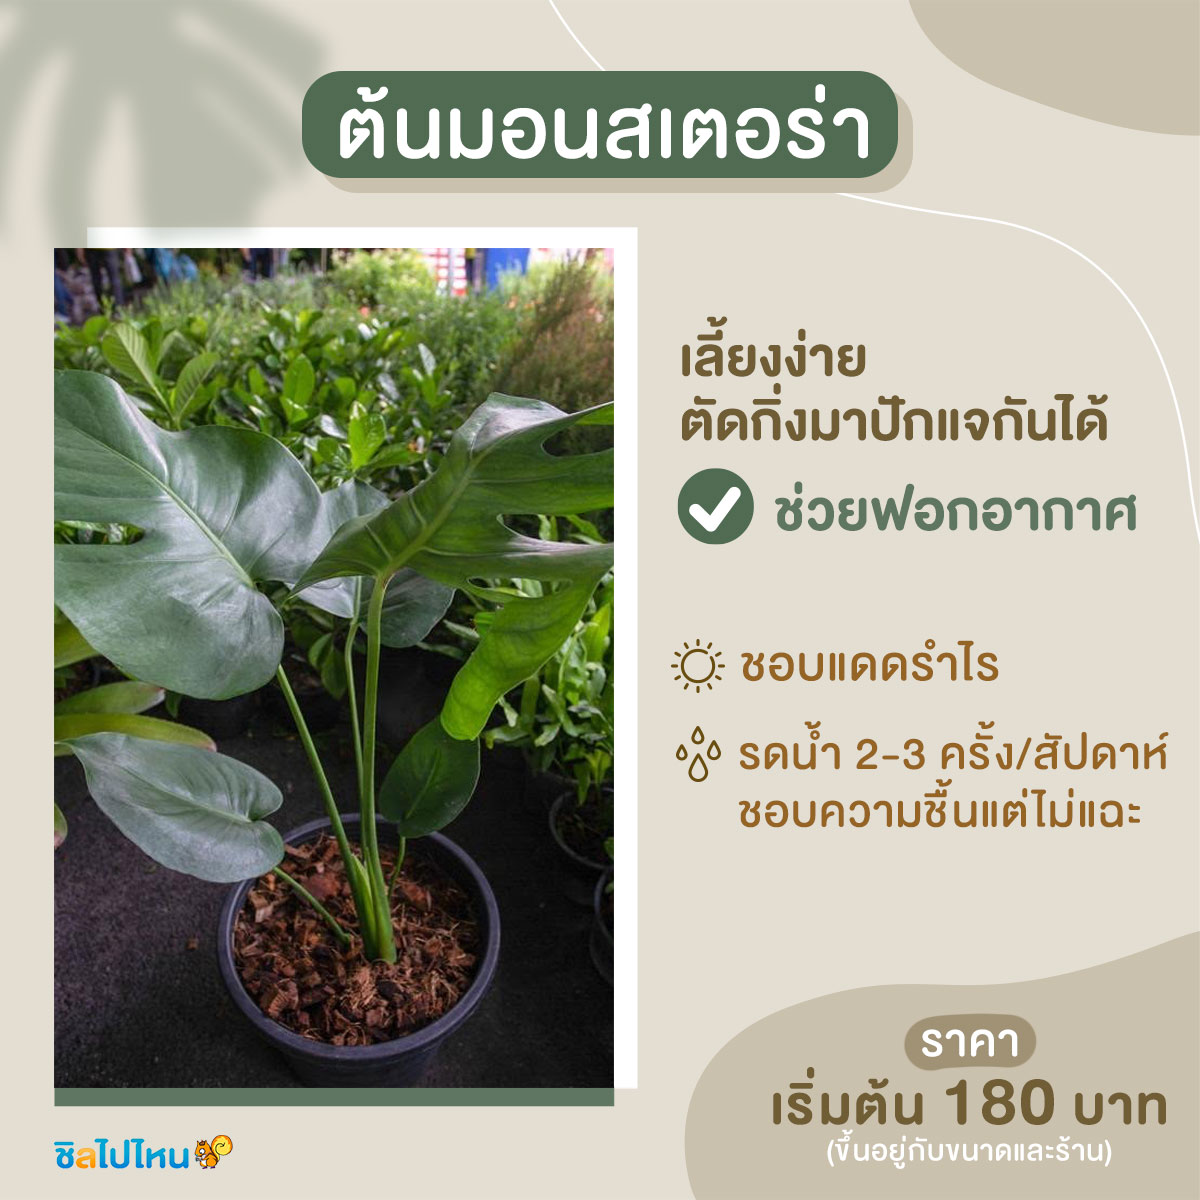 ต้นมอนสเตอร่า
เลี้ยงง่าย
ตัดกิ่งมาปักแจกันได้
ช่วยฟอกอากาศ
ชอบแดดรำไร
รดน้ำ 2-3 ครั้ง/สัปดาห์
ชอบความชื้นแต่ไม่แฉะ
ราคา
เริ่มต้น 180 บาท
(ขึ้นอยู่กับขนาดและร้าน)
ชิลไปไหน